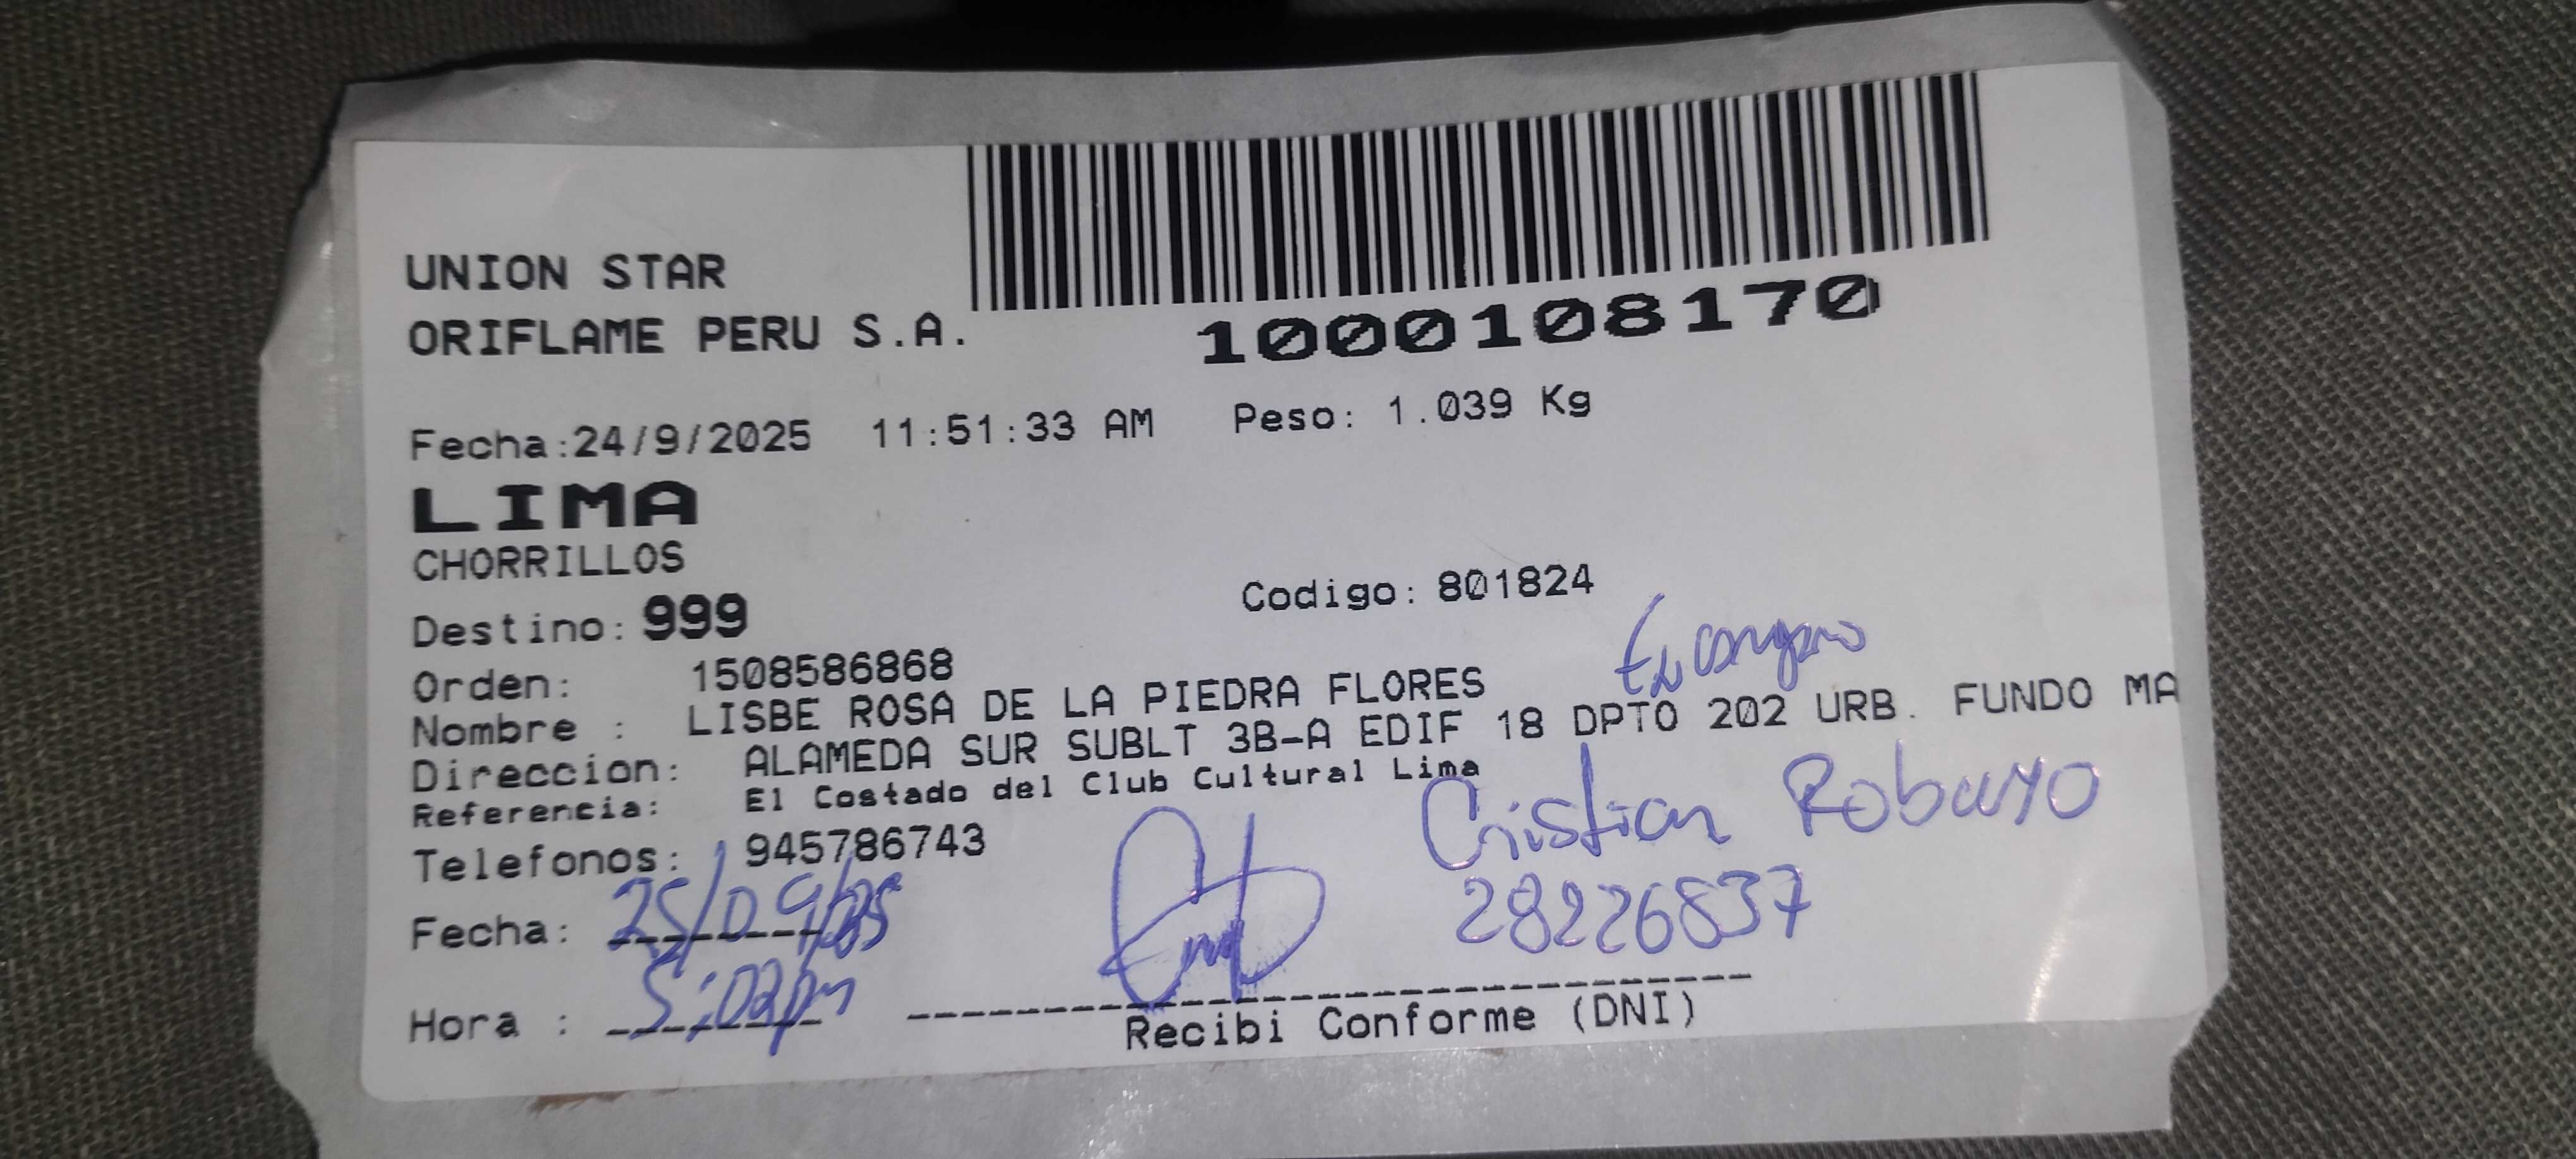 UNION STAR
ORIFLAME PERU S.A.
1000108170
Fecha:24/9/2025 11:51:33 AM Peso: 1.039 Kg
LIMA
CHORRILLOS
Destino: 999 Codigo: 801824
Orden: 1508586868
Nombre : LISBE ROSA DE LA PIEDRA FLORES
Direccion: ALAMEDA SUR SUBLT 3B-A EDIF 18 DPTO 202 URB. FUNDO MA
Referencia: El Costado del Club Cultural Lima
Cristian Robayo
Telefonos: 945786743
28226837
Fecha: 25/09/25
Hora : 5:02pm
Recibi Conforme (DNI)